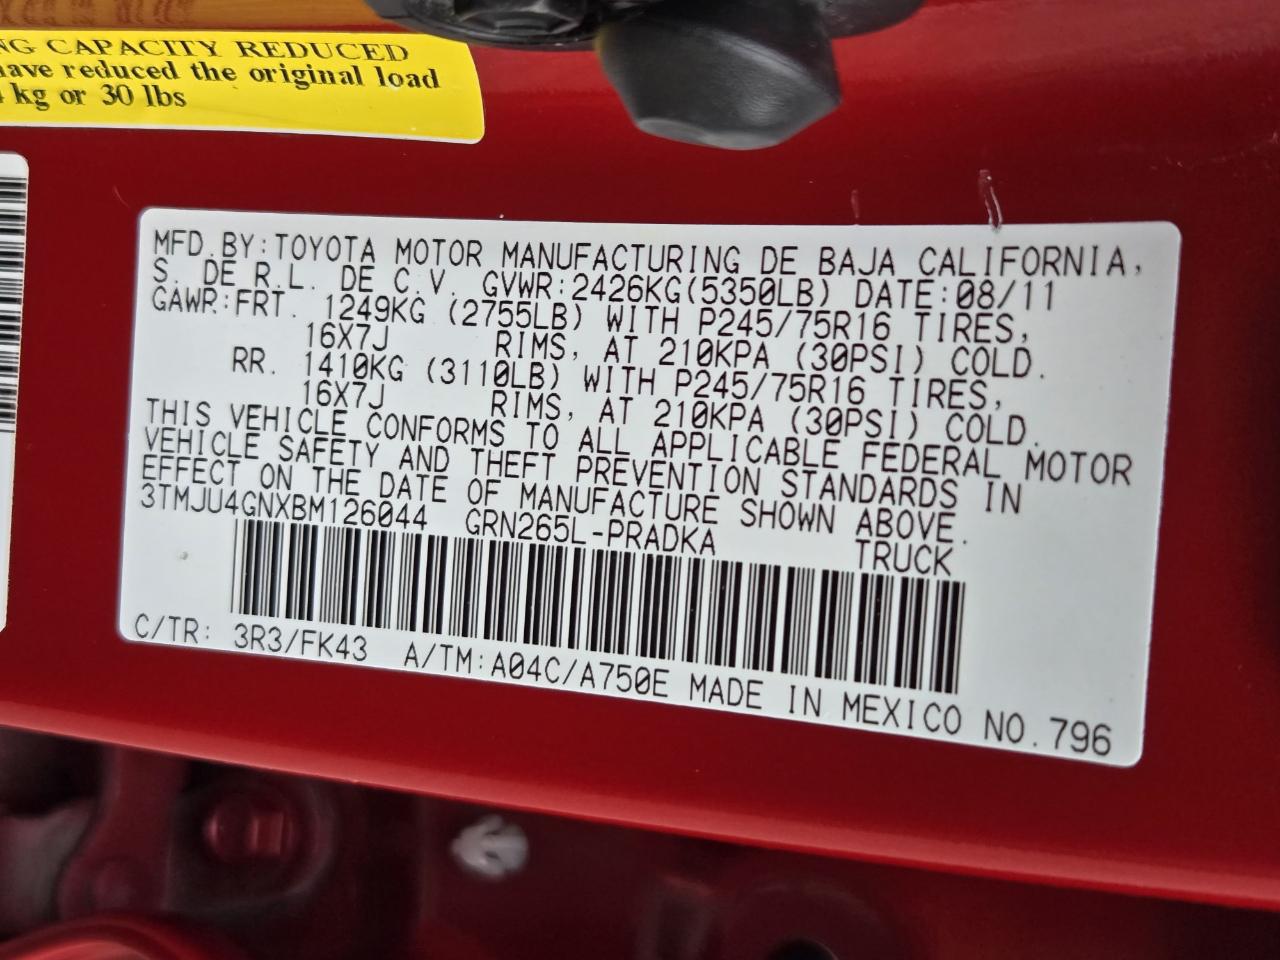 NG CAPACITY REDUCED
have reduced the original load
kg or 30 lbs
MFD.BY:TOYOTA MOTOR MANUFACTURING DE BAJA CALIFORNIA,
S. DE R.L. DE C.V. GVWR:2426KG(5350LB) DATE:08/11
GAWR:FRT. 1249KG (2755LB) WITH P245/75R16 TIRES,
16X7J RIMS, AT 210KPA (30PSI) COLD.
RR. 1410KG (3110LB) WITH P245/75R16 TIRES,
16X7J RIMS, AT 210KPA (30PSI) COLD.
THIS VEHICLE CONFORMS TO ALL APPLICABLE FEDERAL MOTOR
VEHICLE SAFETY AND THEFT PREVENTION STANDARDS IN
EFFECT ON THE DATE OF MANUFACTURE SHOWN ABOVE.
3TMJU4GNXBM126044 GRN265L-PRADKA TRUCK
C/TR: 3R3/FK43 A/TM:A04C/A750E MADE IN MEXICO NO.796